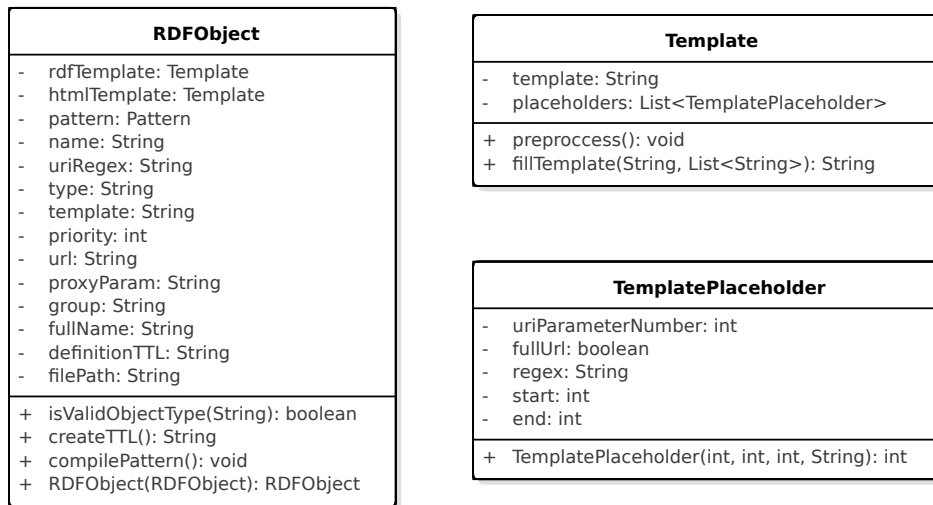 RDFObject
- rdfTemplate: Template
- htmlTemplate: Template
- pattern: Pattern
- name: String
- uriRegex: String
- type: String
- template: String
- priority: int
- url: String
- proxyParam: String
- group: String
- fullName: String
- definitionTTL: String
- filePath: String
+ isValidObjectType(String): boolean
+ createTTL(): String
+ compilePattern(): void
+ RDFObject(RDFObject): RDFObject
Template
- template: String
- placeholders: List<TemplatePlaceholder>
+ preproccess(): void
+ fillTemplate(String, List<String>): String
TemplatePlaceholder
- uriParameterNumber: int
- fullUrl: boolean
- regex: String
- start: int
- end: int
+ TemplatePlaceholder(int, int, int, String): int